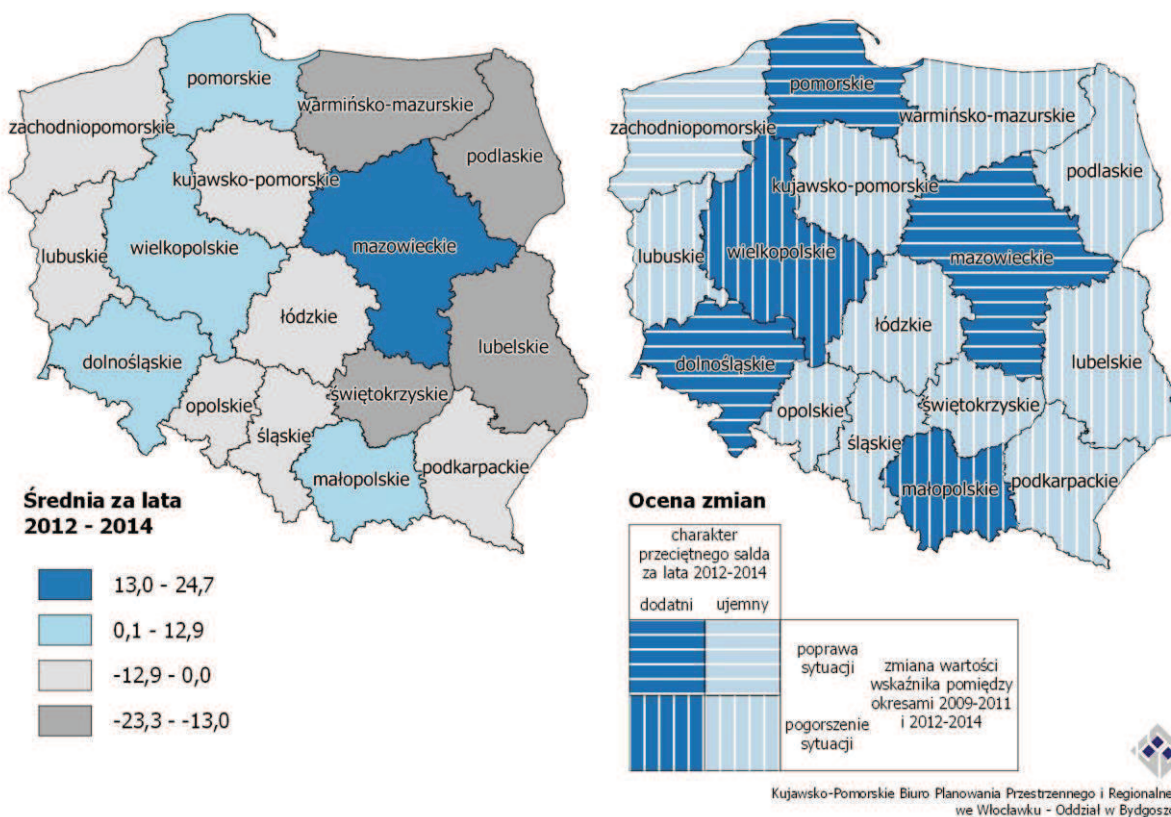 pomorskie
warmińsko-mazurskie
zachodniopomorskie
podlaskie
kujawsko-pomorskie
mazowieckie
wielkopolskie
lubuskie
łódzkie
lubelskie
dolnośląskie
świętokrzyskie
opolskie
śląskie
podkarpackie
małopolskie
Średnia za lata
2012 - 2014
13,0 - 24,7
0,1 - 12,9
-12,9 - 0,0
-23,3 - -13,0
pomorskie
warmińsko-mazurskie
zachodniopomorskie
podlaskie
kujawsko-pomorskie
wielkopolskie
lubuskie
mazowieckie
łódzkie
lubelskie
dolnośląskie
opolskie
świętokrzyskie
śląskie
podkarpackie
małopolskie
Ocena zmian
charakter
przeciętnego salda
za lata 2012-2014
dodatni ujemny
poprawa
sytuacji
pogorszenie
sytuacji
zmiana wartości
wskaźnika pomiędzy
okresami 2009-2011
i 2012-2014
Kujawsko-Pomorskie Biuro Planowania Przestrzennego i Regionalne
we Włocławku - Oddział w Bydgosz